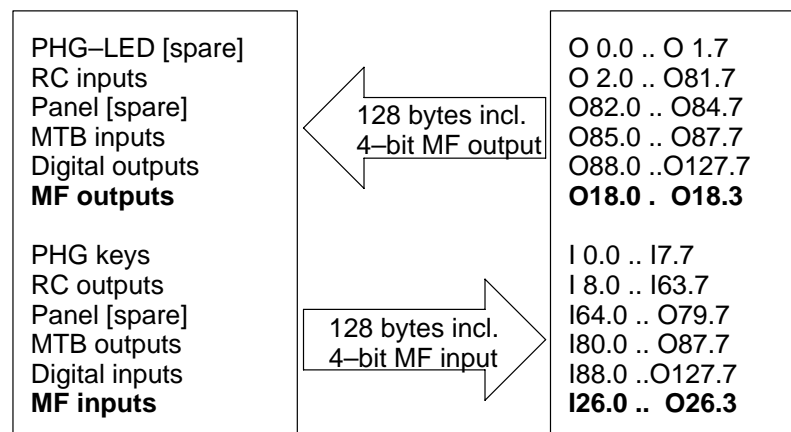 PHG–LED [spare]
RC inputs
Panel [spare]
MTB inputs
Digital outputs
MF outputs
128 bytes incl.
4–bit MF output
O 0.0 .. O 1.7
O 2.0 .. O81.7
O82.0 .. O84.7
O85.0 .. O87.7
O88.0 ..O127.7
O18.0 . O18.3
PHG keys
RC outputs
Panel [spare]
MTB outputs
Digital inputs
MF inputs
128 bytes incl.
4–bit MF input
I 0.0 .. I7.7
I 8.0 .. I63.7
I64.0 .. O79.7
I80.0 .. O87.7
I88.0 ..O127.7
I26.0 .. O26.3